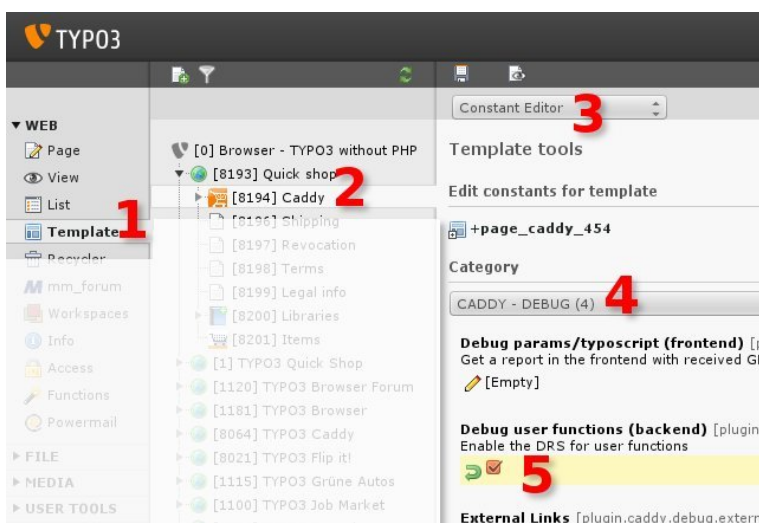 TYPO3
Constant Editor
3
WEB
Page
View
List
Template
1
Recycler
mm_forum
Workspaces
Info
Access
Functions
Powermail
FILE
MEDIA
USER TOOLS
[0] Browser - TYPO3 without PHP
[8193] Quick shop
2
[8194] Caddy
[8196] Shipping
[8197] Revocation
[8198] Terms
[8199] Legal info
[8200] Libraries
[8201] Items
[1] TYPO3 Quick Shop
[1120] TYPO3 Browser Forum
[1181] TYPO3 Browser
[8064] TYPO3 Caddy
[8021] TYPO3 Flip it!
[1115] TYPO3 Grüne Autos
[1100] TYPO3 Job Market
Template tools
Edit constants for template
+page_caddy_454
Category
4
CADDY - DEBUG (4)
Debug params/typoscript (frontend) [p
Get a report in the frontend with received G
[Empty]
Debug user functions (backend) [plugin
Enable the DRS for user functions
5
External Links [plugin.caddy.debug.extern